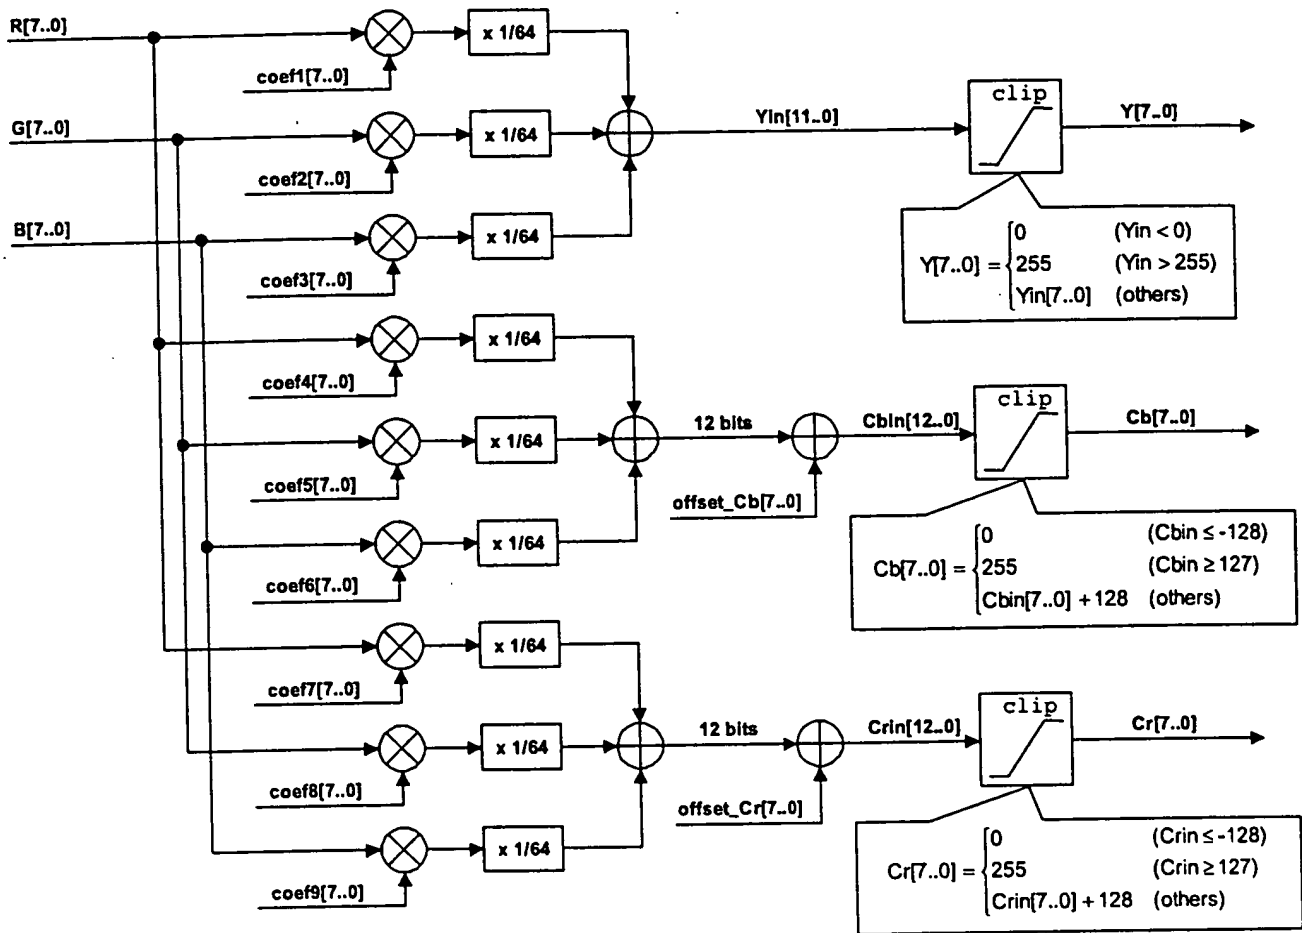 R[7..0]
x 1/64
coef1[7..0]
clip
G[7..0]
x 1/64
Yin[11..0]
Y[7..0]
coef2[7..0]
B[7..0]
x 1/64
coef3[7..0]
Y[7..0] = 0 (Yin < 0)
255 (Yin > 255)
Yin[7..0] (others)
x 1/64
coef4[7..0]
clip
x 1/64
12 bits
Cbin[12..0]
Cb[7..0]
coef5[7..0]
offset_Cb[7..0]
x 1/64
coef6[7..0]
Cb[7..0] = 0 (Cbin ≤ -128)
255 (Cbin ≥ 127)
Cbin[7..0] + 128 (others)
x 1/64
coef7[7..0]
clip
x 1/64
12 bits
Crin[12..0]
Cr[7..0]
coef8[7..0]
offset_Cr[7..0]
x 1/64
coef9[7..0]
Cr[7..0] = 0 (Crin ≤ -128)
255 (Crin ≥ 127)
Crin[7..0] + 128 (others)